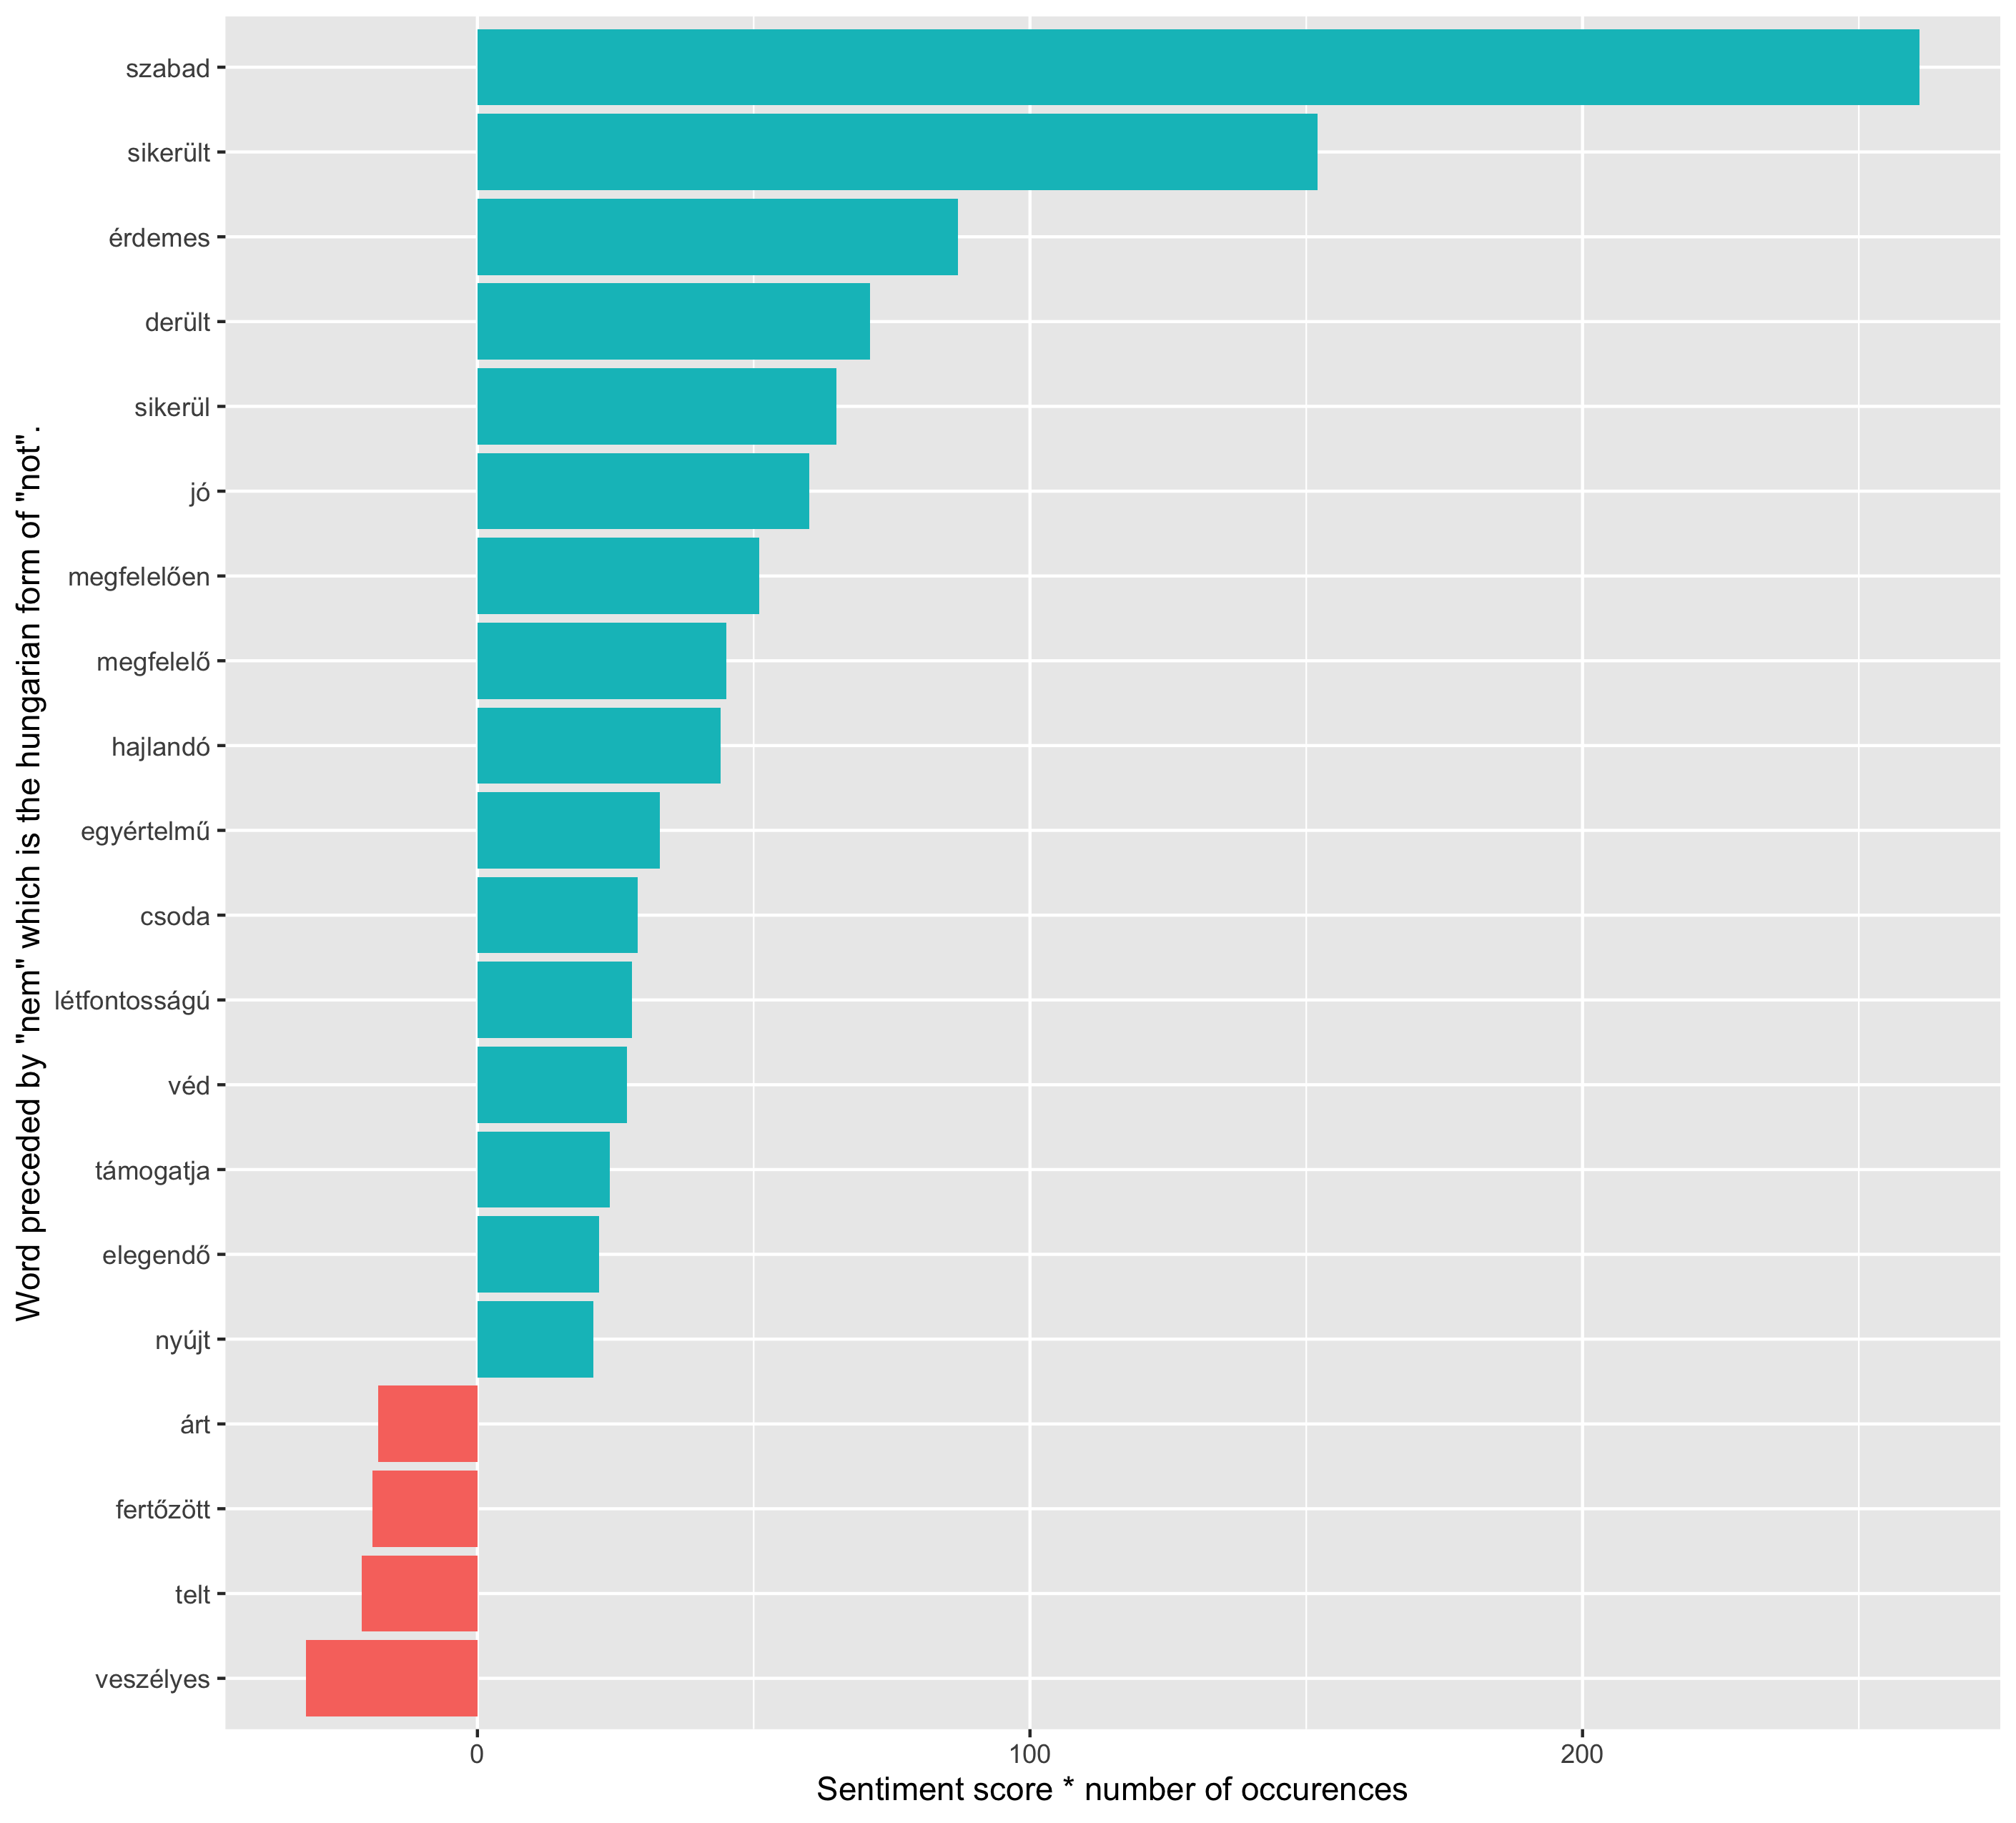 Word preceded by "nem" which is the hungarian form of "not".
szabad
sikerült
érdemes
derült
sikerül
jó
megfelelően
megfelelő
hajlandó
egyértelmű
csoda
létfontosságú
véd
támogatja
elegendő
nyújt
árt
fertőzött
telt
veszélyes
0 100 200
Sentiment score * number of occurences